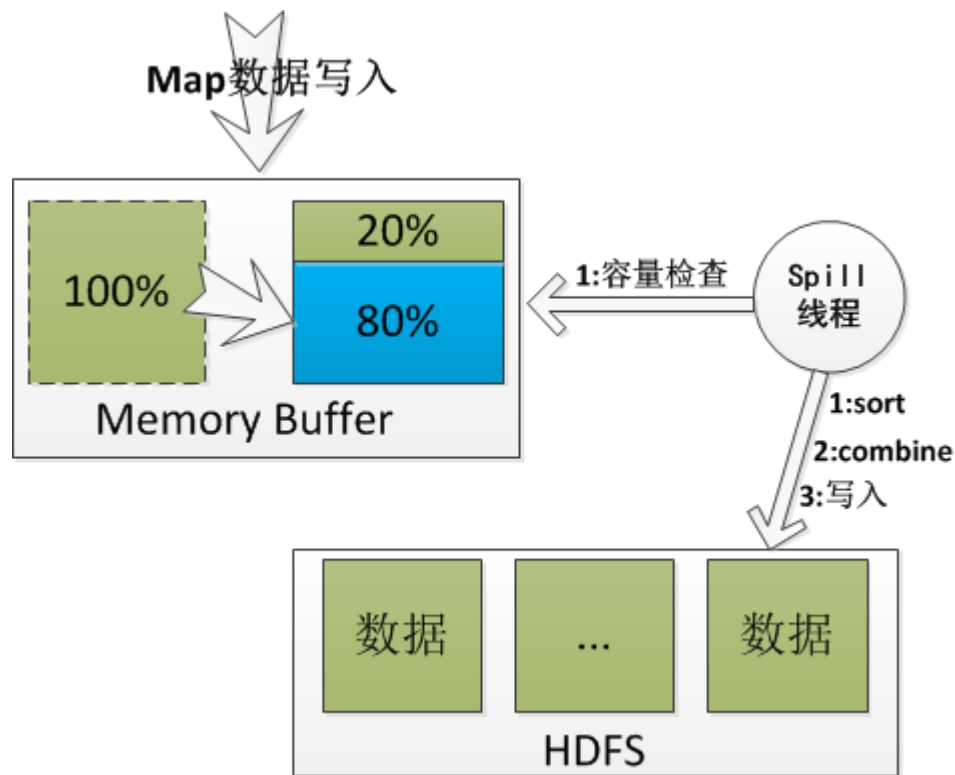 Map数据写入
100%
20%
80%
Memory Buffer
1:容量检查
Spill
线程
1:sort
2:combine
3:写入
数据
...
数据
HDFS